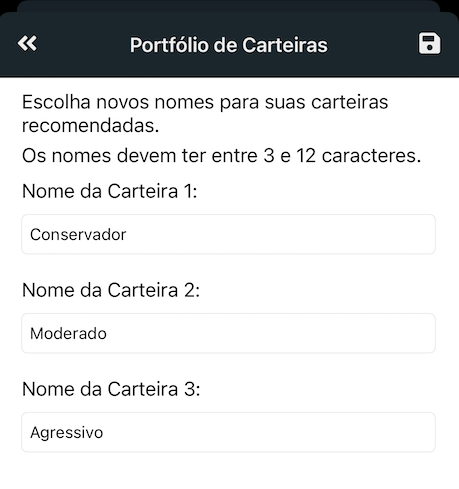 Portfólio de Carteiras
Escolha novos nomes para suas carteiras
recomendadas.
Os nomes devem ter entre 3 e 12 caracteres.
Nome da Carteira 1:
Conservador
Nome da Carteira 2:
Moderado
Nome da Carteira 3:
Agressivo